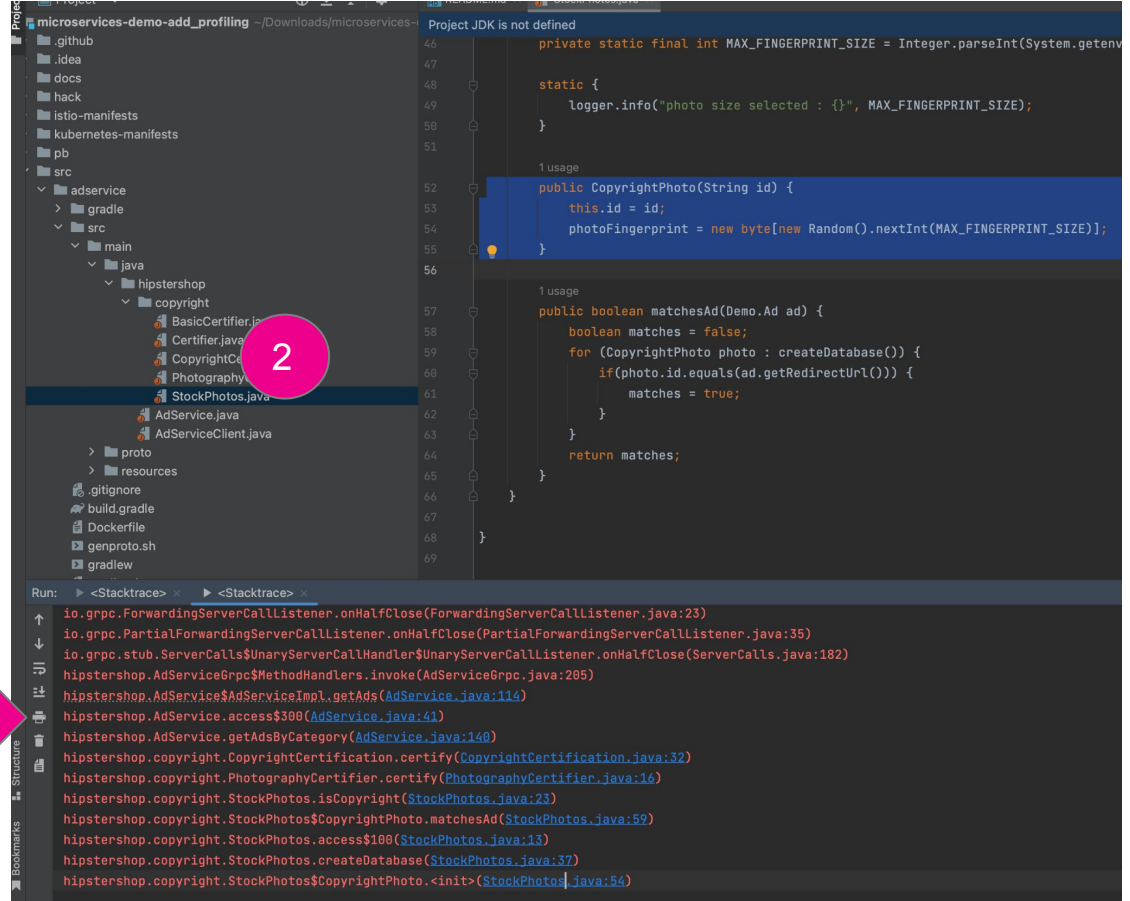 Project
README.md StockPhotos.java
microservices-demo-add_profiling ~/Downloads/microservices-
Project JDK is not defined
.github
.idea
docs
hack
istio-manifests
kubernetes-manifests
pb
src
adservice
gradle
src
main
java
hipstershop
copyright
BasicCertifier.ja
Certifier.java
CopyrightCe
Photography
StockPhotos.java
AdService.java
AdServiceClient.java
proto
resources
.gitignore
build.gradle
Dockerfile
genproto.sh
gradlew
2
46 private static final int MAX_FINGERPRINT_SIZE = Integer.parseInt(System.getenv
47
48 static {
49 logger.info("photo size selected : {}", MAX_FINGERPRINT_SIZE);
50 }
51
1 usage
52 public CopyrightPhoto(String id) {
53 this.id = id;
54 photoFingerprint = new byte[new Random().nextInt(MAX_FINGERPRINT_SIZE)];
55 }
56
1 usage
57 public boolean matchesAd(Demo.Ad ad) {
58 boolean matches = false;
59 for (CopyrightPhoto photo : createDatabase()) {
60 if(photo.id.equals(ad.getRedirectUrl())) {
61 matches = true;
62 }
63 }
64 return matches;
65 }
66 }
67
68 }
69
Run: <Stacktrace> × <Stacktrace> ×
io.grpc.ForwardingServerCallListener.onHalfClose(ForwardingServerCallListener.java:23)
io.grpc.PartialForwardingServerCallListener.onHalfClose(PartialForwardingServerCallListener.java:35)
io.grpc.stub.ServerCalls$UnaryServerCallHandler$UnaryServerCallListener.onHalfClose(ServerCalls.java:182)
hipstershop.AdServiceGrpc$MethodHandlers.invoke(AdServiceGrpc.java:205)
hipstershop.AdService$AdServiceImpl.getAds(AdService.java:114)
hipstershop.AdService.access$300(AdService.java:41)
hipstershop.AdService.getAdsByCategory(AdService.java:140)
hipstershop.copyright.CopyrightCertification.certify(CopyrightCertification.java:32)
hipstershop.copyright.PhotographyCertifier.certify(PhotographyCertifier.java:16)
hipstershop.copyright.StockPhotos.isCopyright(StockPhotos.java:23)
hipstershop.copyright.StockPhotos$CopyrightPhoto.matchesAd(StockPhotos.java:59)
hipstershop.copyright.StockPhotos.access$100(StockPhotos.java:13)
hipstershop.copyright.StockPhotos.createDatabase(StockPhotos.java:37)
hipstershop.copyright.StockPhotos$CopyrightPhoto.<init>(StockPhotos.java:54)
Structure
Bookmarks